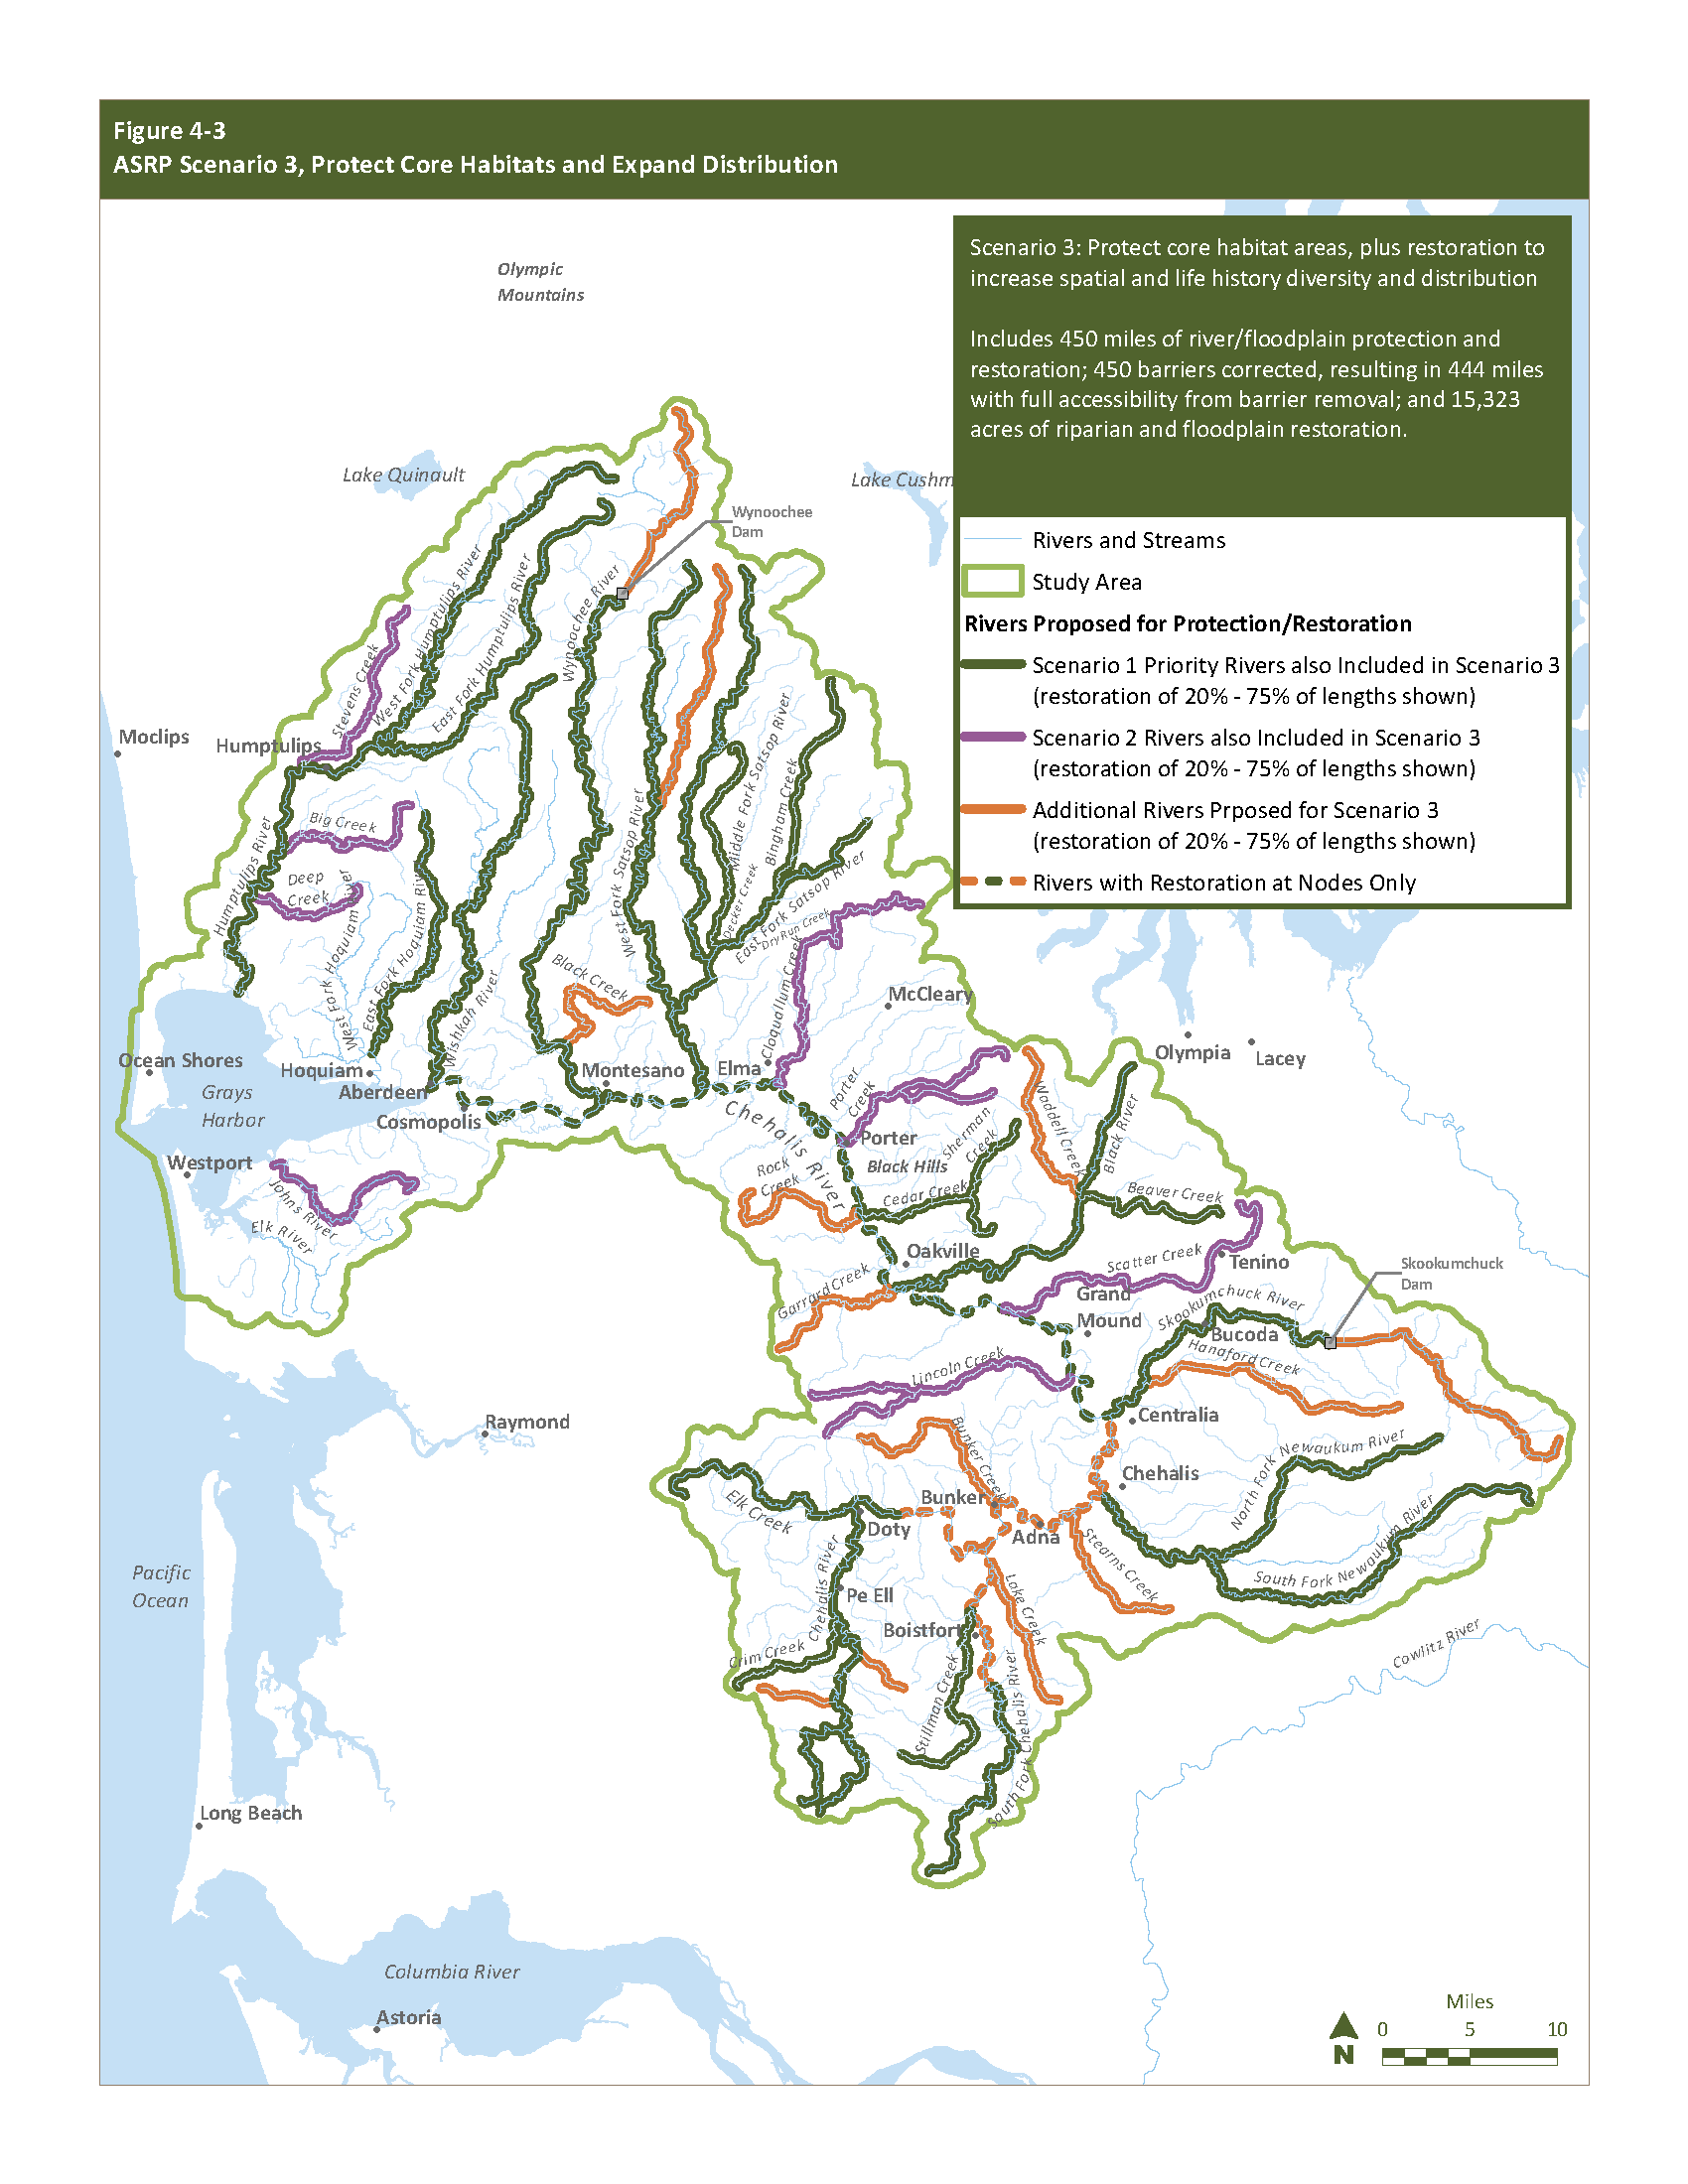 Figure 4-3
ASRP Scenario 3, Protect Core Habitats and Expand Distribution
Scenario 3: Protect core habitat areas, plus restoration to
increase spatial and life history diversity and distribution
Includes 450 miles of river/floodplain protection and
restoration; 450 barriers corrected, resulting in 444 miles
with full accessibility from barrier removal; and 15,323
acres of riparian and floodplain restoration.
Rivers and Streams
Study Area
Rivers Proposed for Protection/Restoration
Scenario 1 Priority Rivers also Included in Scenario 3
(restoration of 20% - 75% of lengths shown)
Scenario 2 Rivers also Included in Scenario 3
(restoration of 20% - 75% of lengths shown)
Additional Rivers Prposed for Scenario 3
(restoration of 20% - 75% of lengths shown)
Rivers with Restoration at Nodes Only
Olympic
Mountains
Lake Quinault
Lake Cushm
Wynoochee
Dam
West Fork Humptulips River
East Fork Humptulips River
Wynoochee River
Stevens Creek
Moclips
Humptulips
Big Creek
Deep
Creek
Humptulips River
West Fork Hoquiam River
East Fork Hoquiam Riv
Wishkah River
West Fork Satsop River
Middle Fork Satsop River
Decker Creek
Bingham Creek
East Fork Satsop River
Dry Run Creek
Cloquallum Creek
Black Creek
McCleary
Olympia
Lacey
Ocean Shores
Grays
Harbor
Hoquiam
Aberdeen
Cosmopolis
Montesano
Elma
Chehalis River
Porter
Creek
Porter
Black Hills
Sherman
Creek
Waddell Creek
Black River
Westport
Johns River
Elk River
Rock
Creek
Cedar Creek
Beaver Creek
Oakville
Garrard Creek
Scatter Creek
Tenino
Grand
Mound
Skookumchuck River
Skookumchuck
Dam
Bucoda
Hanaford Creek
Lincoln Creek
Raymond
Centralia
Chehalis
Bunker Creek
Bunker
Adna
Doty
Elk Creek
North Fork Newaukum River
South Fork Newaukum River
Stearns Creek
Lake Creek
Pe Ell
Boistfort
Chehalis River
Crim Creek
Stillman Creek
South Fork Chehalis River
Cowlitz River
Pacific
Ocean
Long Beach
Columbia River
Astoria
Miles
0 5 10
N